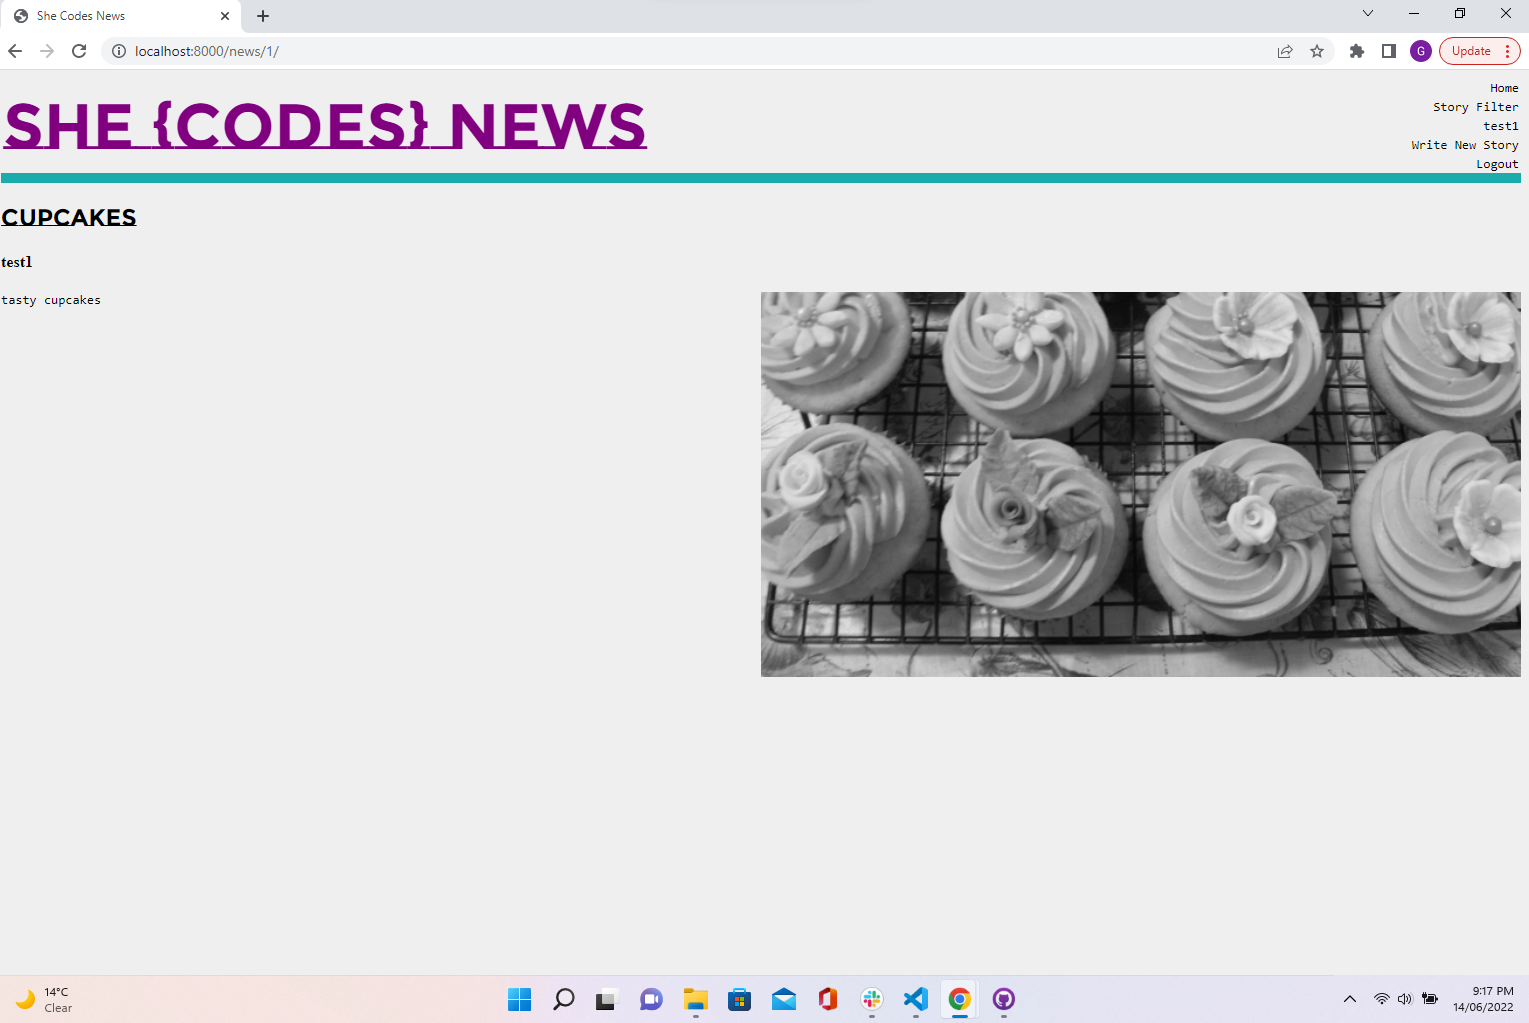 She Codes News
localhost:8000/news/1/
G
Update
SHE {CODES} NEWS
Home
Story Filter
test1
Write New Story
Logout
CUPCAKES
test1
tasty cupcakes
14°C
Clear
9:17 PM
14/06/2022